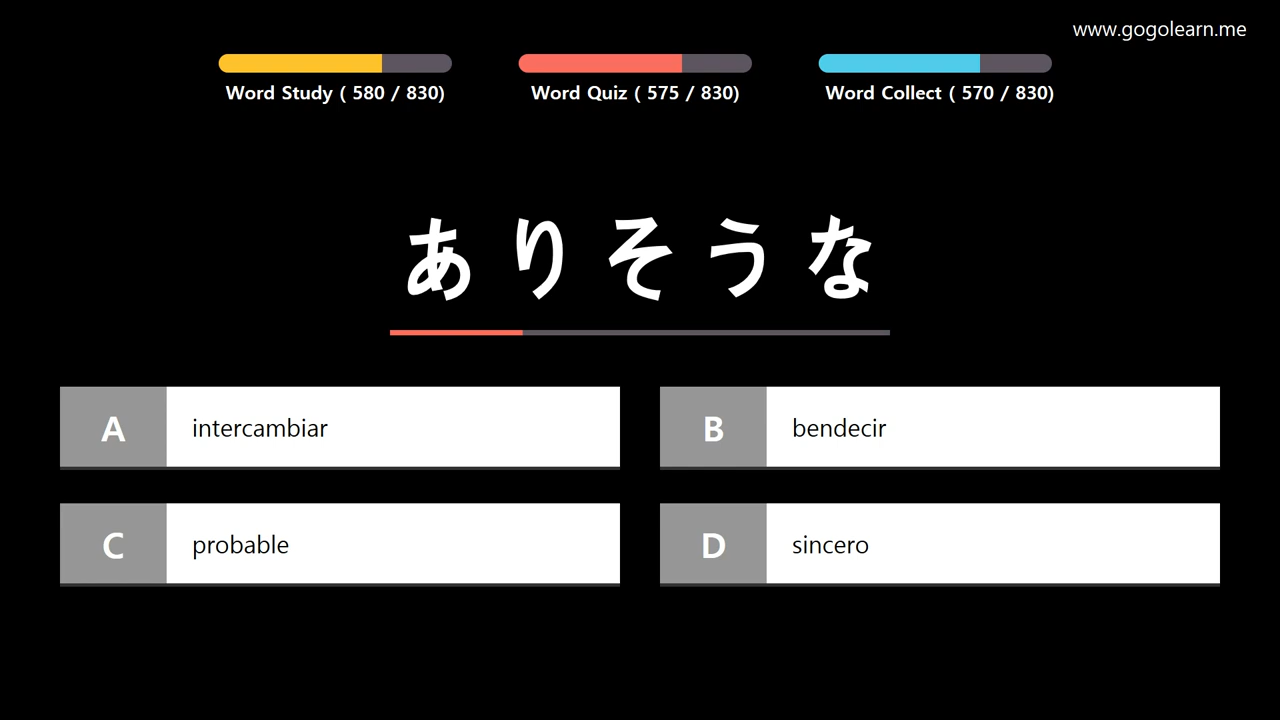 www.gogolearn.me
Word Study ( 580 / 830)
Word Quiz ( 575 / 830)
Word Collect ( 570 / 830)
ありそうな
A intercambiar
B bendecir
C probable
D sincero